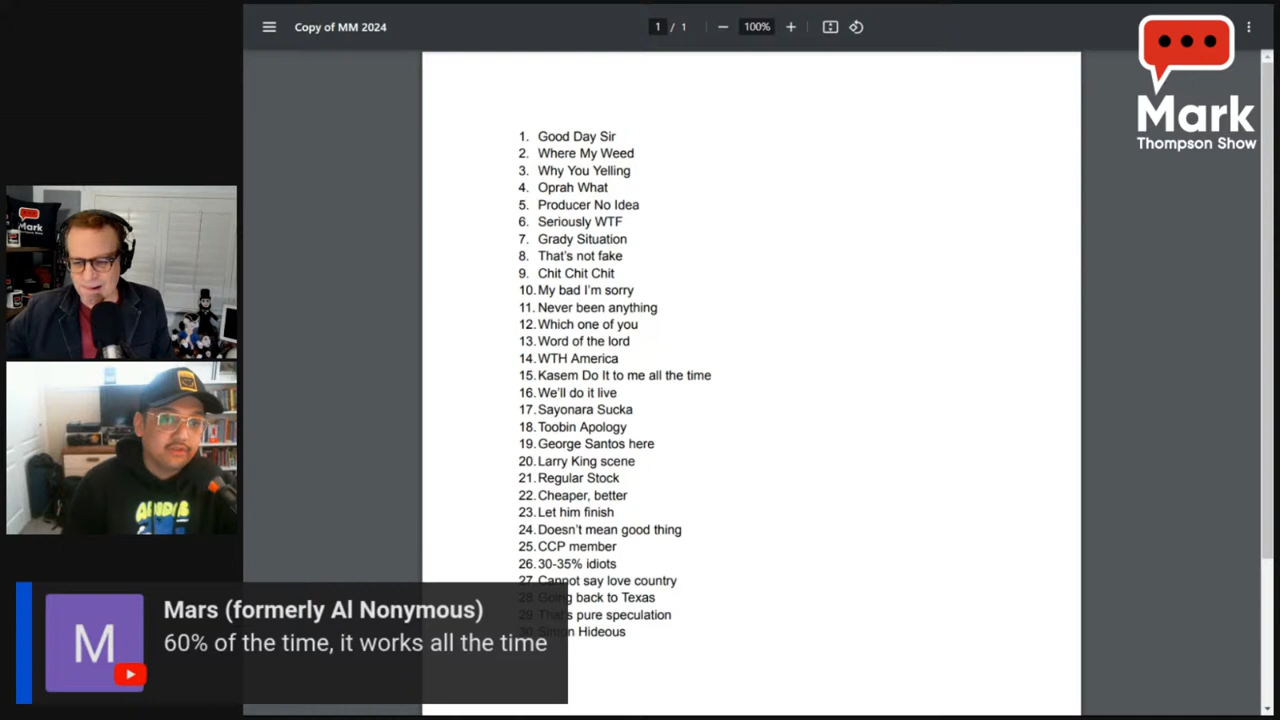 Copy of MM 2024
1 / 1
100%
Mark
Thompson Show
1. Good Day Sir
2. Where My Weed
3. Why You Yelling
4. Oprah What
5. Producer No Idea
6. Seriously WTF
7. Grady Situation
8. That's not fake
9. Chit Chit Chit
10. My bad I'm sorry
11. Never been anything
12. Which one of you
13. Word of the lord
14. WTH America
15. Kasem Do It to me all the time
16. We'll do it live
17. Sayonara Sucka
18. Toobin Apology
19. George Santos here
20. Larry King scene
21. Regular Stock
22. Cheaper, better
23. Let him finish
24. Doesn't mean good thing
25. CCP member
26. 30-35% idiots
27. Cannot say love country
28. Going back to Texas
29. That's pure speculation
30. Simon Hideous
Mark
M
Mars (formerly Al Nonymous)
60% of the time, it works all the time